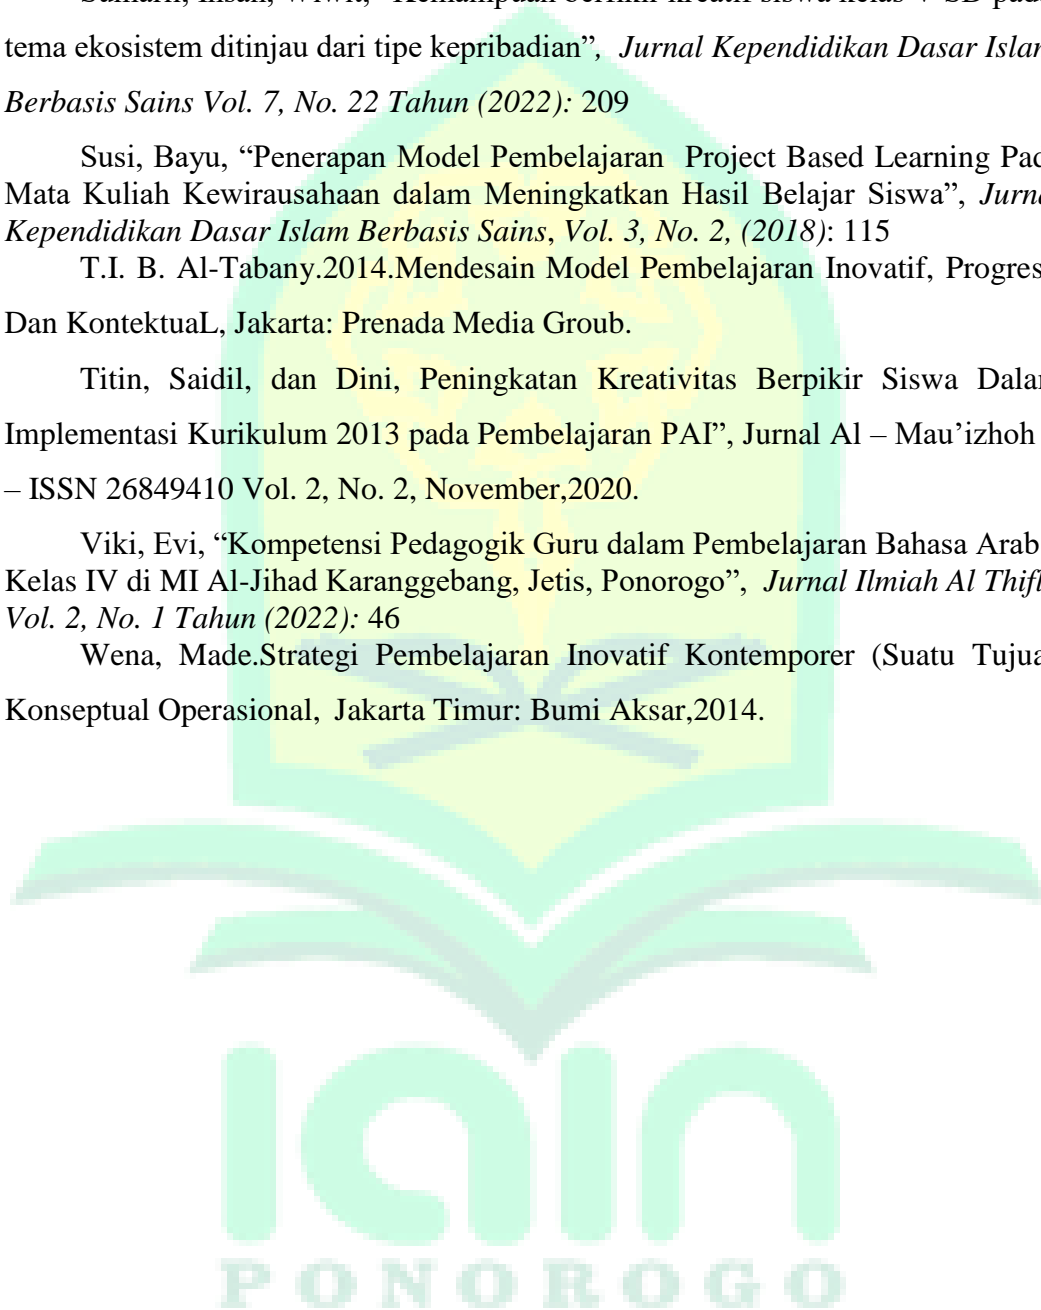 tema ekosistem ditinjau dari tipe kepribadian”, Jurnal Kependidikan Dasar Islam
Berbasis Sains Vol. 7, No. 22 Tahun (2022): 209
Susi, Bayu, “Penerapan Model Pembelajaran Project Based Learning Pad
Mata Kuliah Kewirausahaan dalam Meningkatkan Hasil Belajar Siswa”, Jurna
Kependidikan Dasar Islam Berbasis Sains, Vol. 3, No. 2, (2018): 115
T.I. B. Al-Tabany.2014.Mendesain Model Pembelajaran Inovatif, Progres
Dan KontektuaL, Jakarta: Prenada Media Groub.
Titin, Saidil, dan Dini, Peningkatan Kreativitas Berpikir Siswa Dalam
Implementasi Kurikulum 2013 pada Pembelajaran PAI”, Jurnal Al – Mau’izhoh
– ISSN 26849410 Vol. 2, No. 2, November,2020.
Viki, Evi, “Kompetensi Pedagogik Guru dalam Pembelajaran Bahasa Arab
Kelas IV di MI Al-Jihad Karanggebang, Jetis, Ponorogo”, Jurnal Ilmiah Al Thifl
Vol. 2, No. 1 Tahun (2022): 46
Wena, Made.Strategi Pembelajaran Inovatif Kontemporer (Suatu Tujua
Konseptual Operasional, Jakarta Timur: Bumi Aksar,2014.
iain
PONOROGO